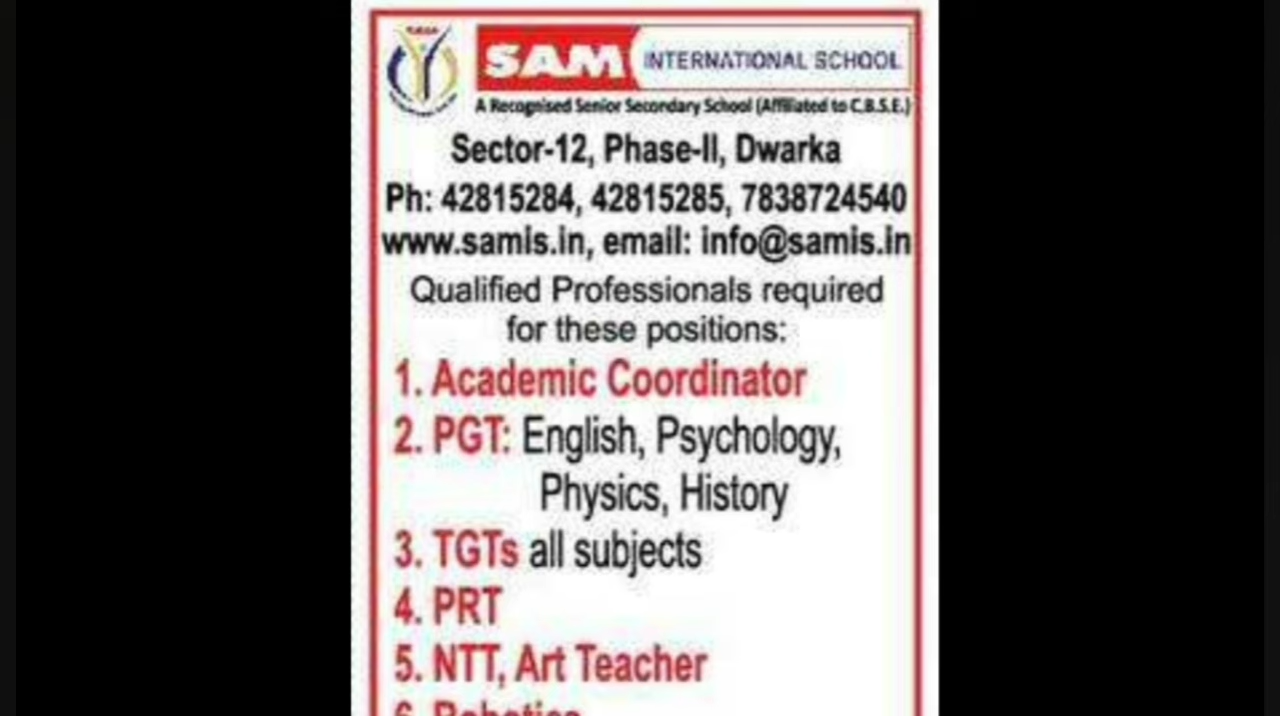 SAM INTERNATIONAL SCHOOL
A Recognised Senior Secondary School (Affiliated to C.B.S.E.)
Sector-12, Phase-II, Dwarka
Ph: 42815284, 42815285, 7838724540
www.samis.in, email: info@samis.in
Qualified Professionals required
for these positions:
1. Academic Coordinator
2. PGT: English, Psychology,
Physics, History
3. TGTs all subjects
4. PRT
5. NTT, Art Teacher
6. Robotics